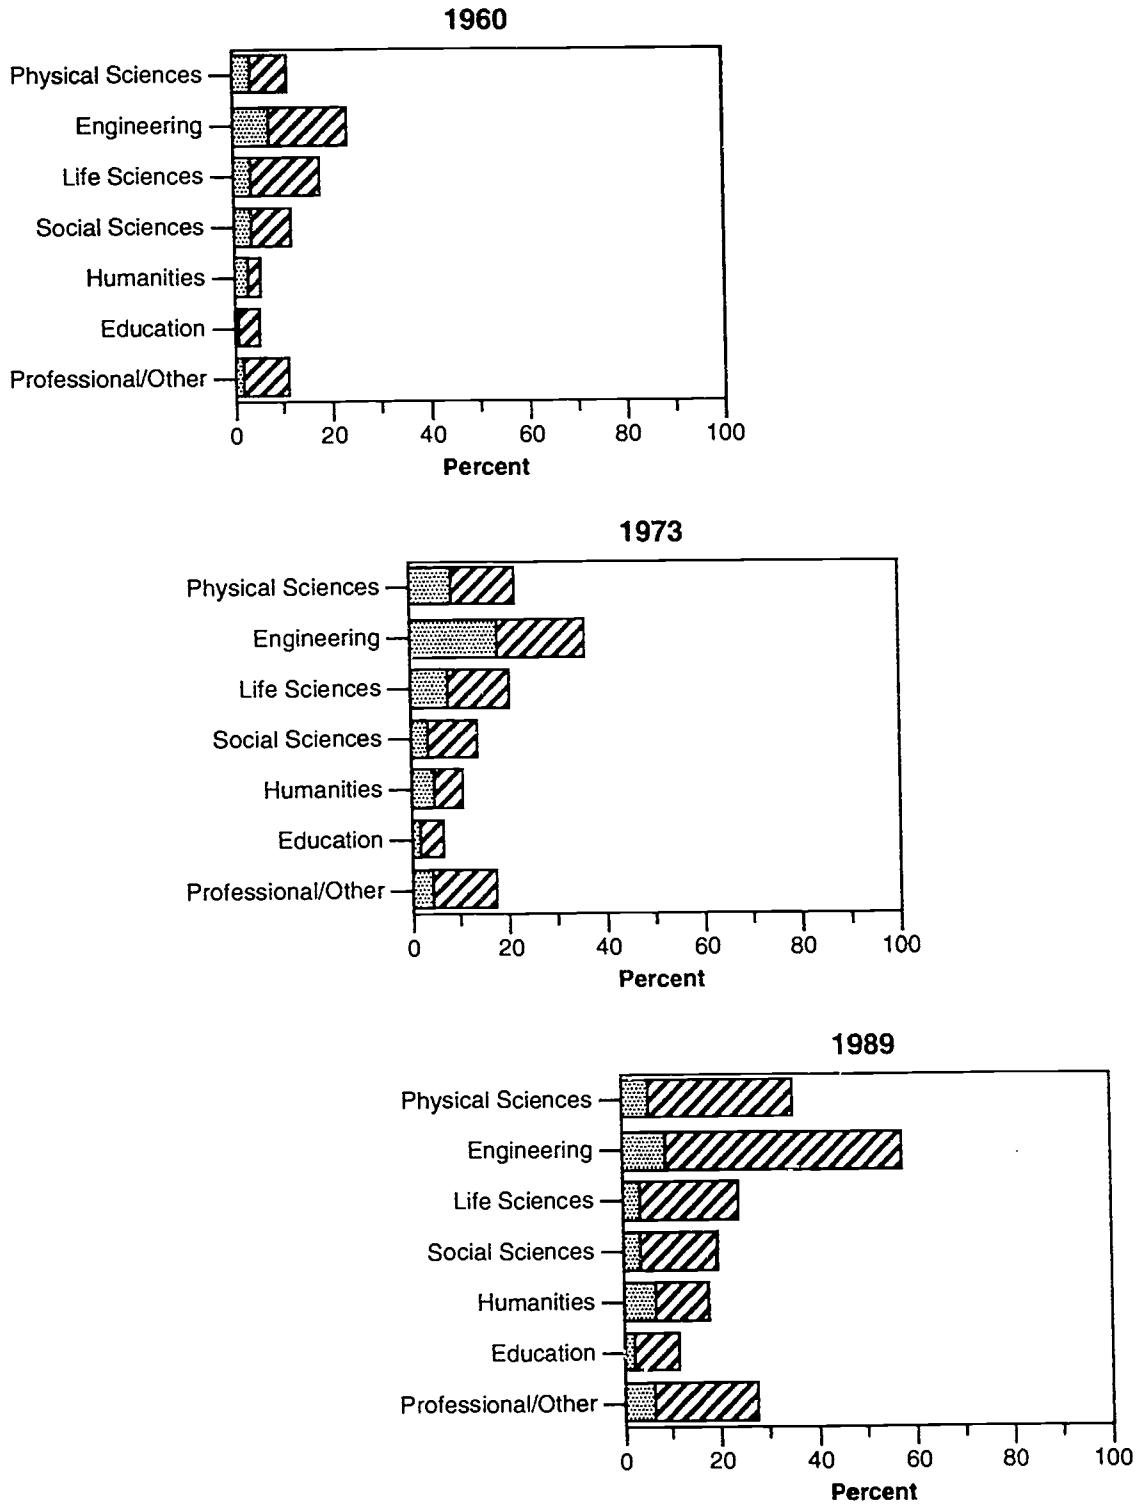 1960
Physical Sciences
Engineering
Life Sciences
Social Sciences
Humanities
Education
Professional/Other
0 20 40 60 80 100
Percent
1973
Physical Sciences
Engineering
Life Sciences
Social Sciences
Humanities
Education
Professional/Other
0 20 40 60 80 100
Percent
1989
Physical Sciences
Engineering
Life Sciences
Social Sciences
Humanities
Education
Professional/Other
0 20 40 60 80 100
Percent